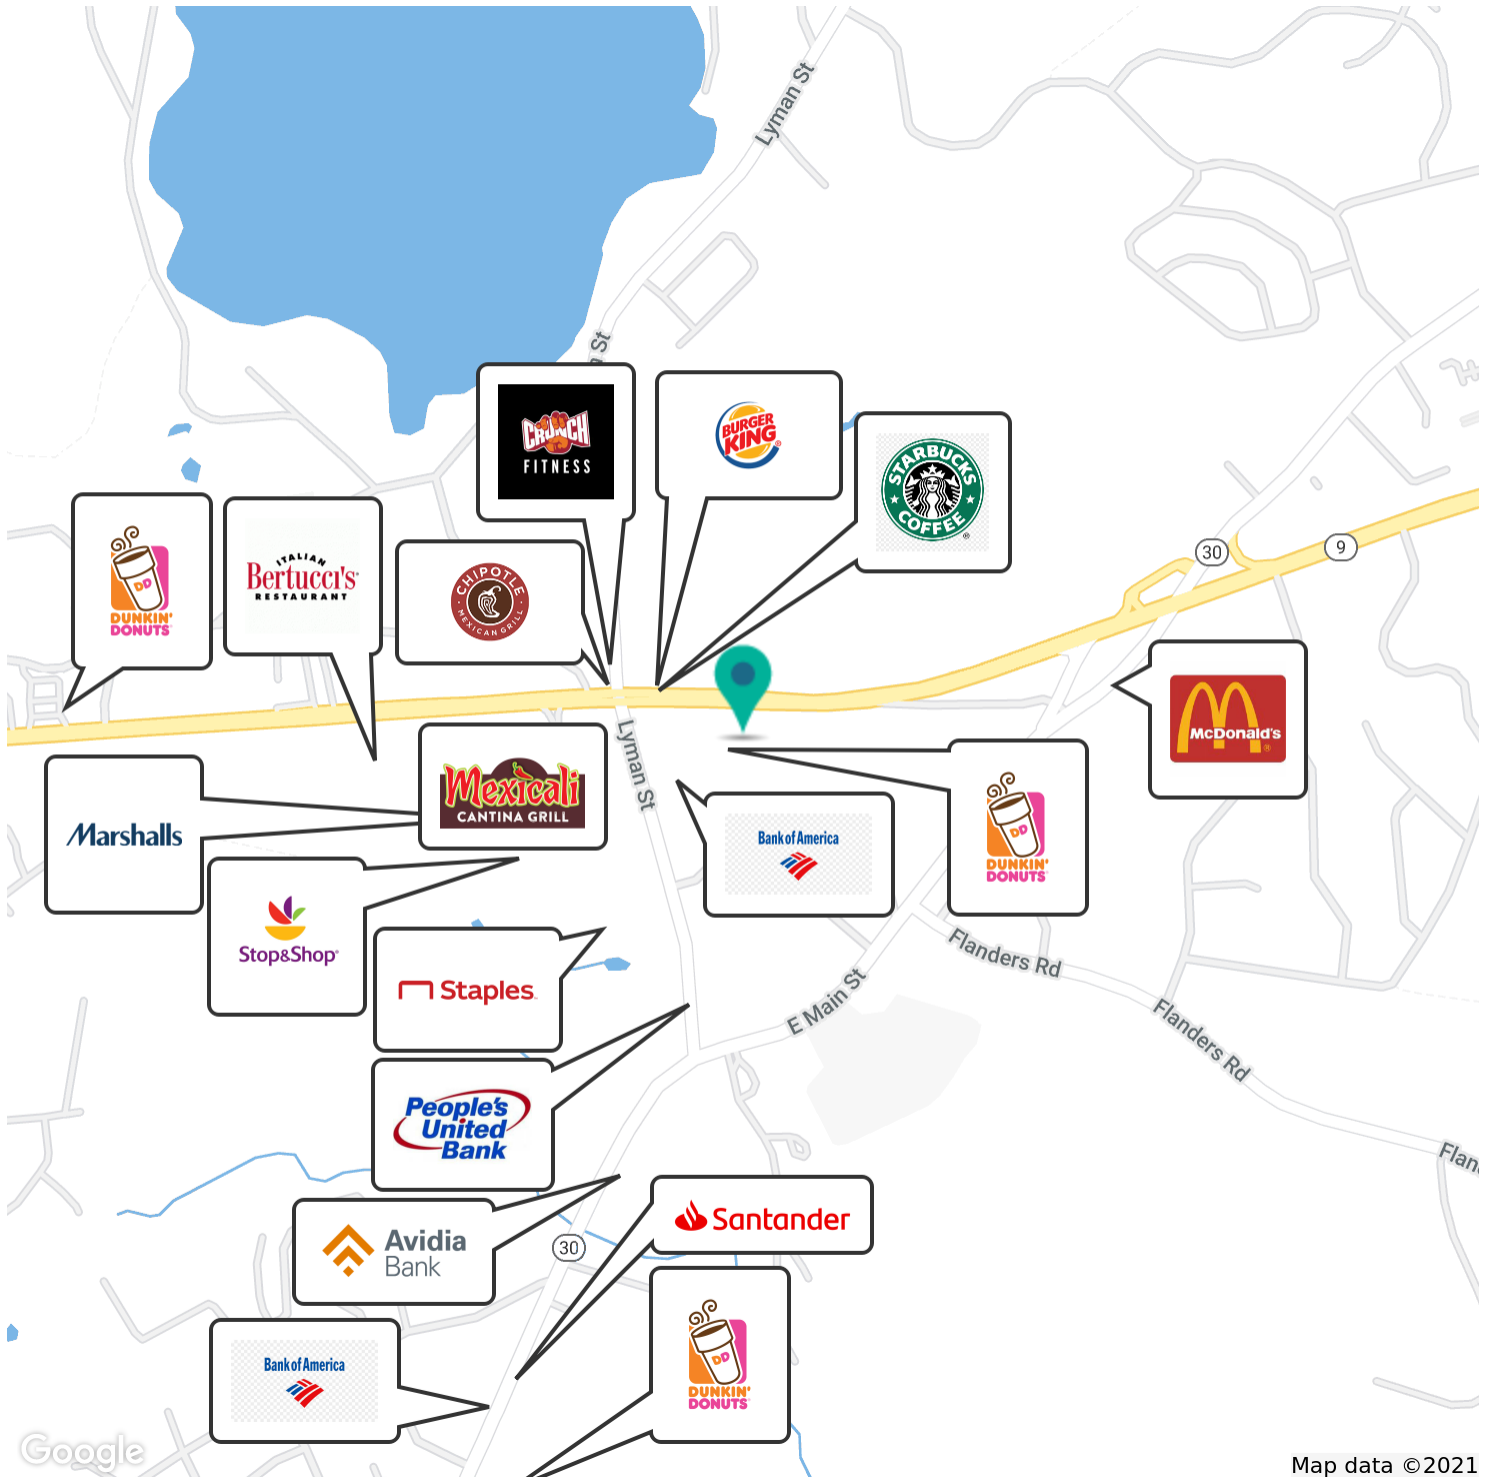 Lyman St
n St
CRUNCH
FITNESS
BURGER
KING
®
STARBUCKS
COFFEE
®
30
9
DUNKIN'
DONUTS
ITALIAN
Bertucci's
RESTAURANT
CHIPOTLE
MEXICAN GRILL
McDonald's
®
Lyman St
Mexicali
CANTINA GRILL
Marshalls
Bank of America
DD
DUNKIN'
DONUTS
Stop&Shop
Staples
Flanders Rd
E Main St
Flanders Rd
People's
United
Bank
Flan
Santander
Avidia
Bank
30
DD
DUNKIN'
DONUTS
Bank of America
Google
Map data ©2021